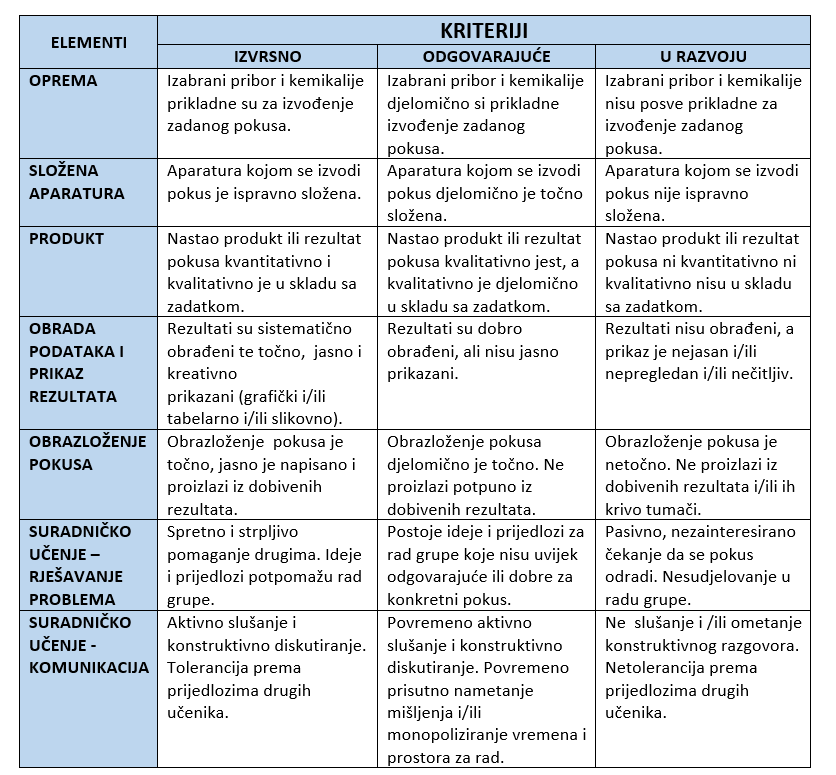 ELEMENTI
KRITERIJI
IZVRSNO
ODGOVARAJUĆE
U RAZVOJU
OPREMA
Izabrani pribor i kemikalije
prikladne su za izvođenje
zadanog pokusa.
Izabrani pribor i kemikalije
djelomično si prikladne
izvođenje zadanog
pokusa.
Izabrani pribor i kemikalije
nisu posve prikladne za
izvođenje zadanog
pokusa.
SLOŽENA
APARATURA
Aparatura kojom se izvodi
pokus je ispravno složena.
Aparatura kojom se izvodi
pokus djelomično je točno
složena.
Aparatura kojom se izvodi
pokus nije ispravno
složena.
PRODUKT
Nastao produkt ili rezultat
pokusa kvantitativno i
kvalitativno je u skladu sa
zadatkom.
Nastao produkt ili rezultat
pokusa kvalitativno jest, a
kvalitativno je djelomično
u skladu sa zadatkom.
Nastao produkt ili rezultat
pokusa ni kvantitativno ni
kvalitativno nisu u skladu
sa zadatkom.
OBRADA
PODATAKA I
PRIKAZ
REZULTATA
Rezultati su sistematično
obrađeni te točno, jasno i
kreativno
prikazani (grafički i/ili
tabelarno i/ili slikovno).
Rezultati su dobro
obrađeni, ali nisu jasno
prikazani.
Rezultati nisu obrađeni, a
prikaz je nejasan i/ili
nepregledan i/ili nečitljiv.
OBRAZLOŽENJE
POKUSA
Obrazloženje pokusa je
točno, jasno je napisano i
proizlazi iz dobivenih
rezultata.
Obrazloženje pokusa
djelomično je točno. Ne
proizlazi potpuno iz
dobivenih rezultata.
Obrazloženje pokusa je
netočno. Ne proizlazi iz
dobivenih rezultata i/ili ih
krivo tumači.
SURADNIČKO
UČENJE –
RJEŠAVANJE
PROBLEMA
Spretno i strpljivo
pomaganje drugima. Ideje
i prijedlozi potpomažu rad
grupe.
Postoje ideje i prijedlozi za
rad grupe koje nisu uvijek
odgovarajuće ili dobre za
konkretni pokus.
Pasivno, nezainteresirano
čekanje da se pokus
odradi. Nesudjelovanje u
radu grupe.
SURADNIČKO
UČENJE -
KOMUNIKACIJA
Aktivno slušanje i
konstruktivno diskutiranje.
Tolerancija prema
prijedlozima drugih
učenika.
Povremeno aktivno
slušanje i konstruktivno
diskutiranje. Povremeno
prisutno nametanje
mišljenja i/ili
monopoliziranje vremena i
prostora za rad.
Ne slušanje i /ili ometanje
konstruktivnog razgovora.
Netolerancija prema
prijedlozima drugih
učenika.